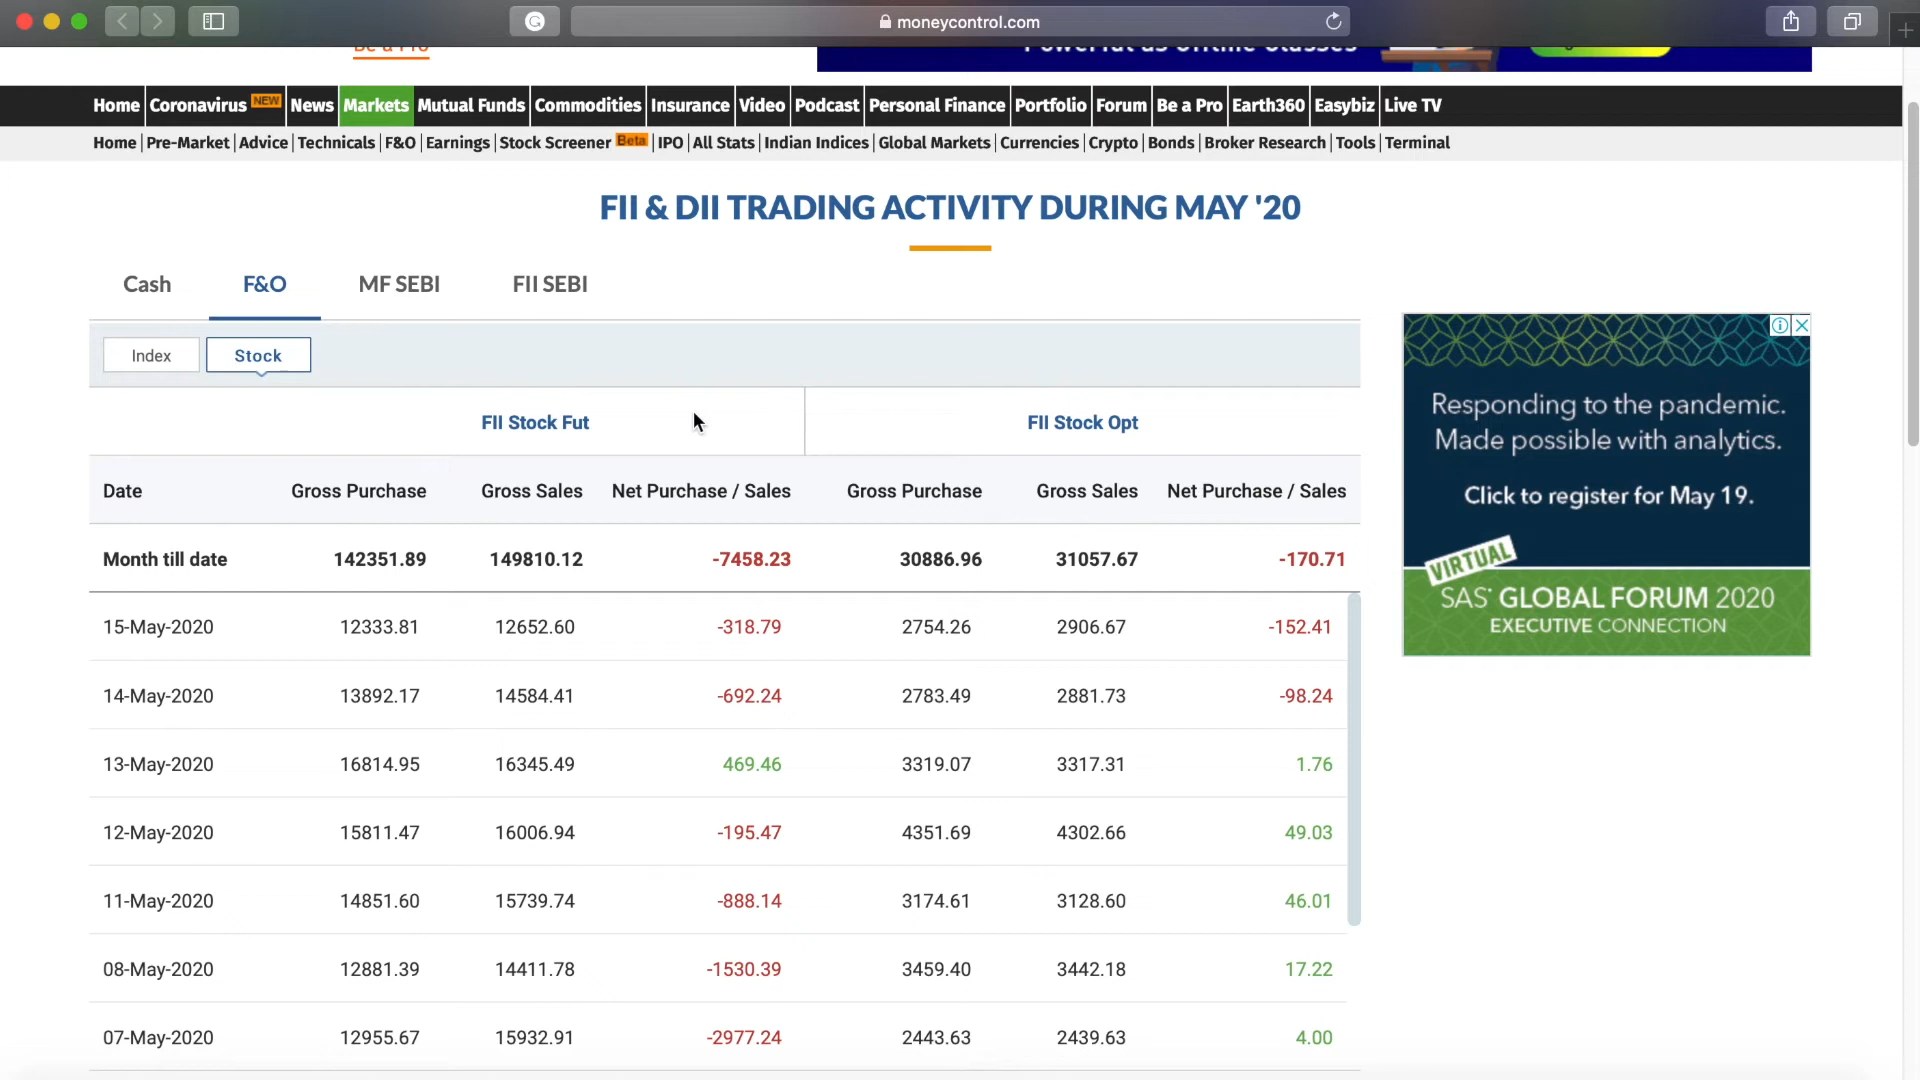 moneycontrol.com
Be a Pro
Powerful as Offline Classes
Home Coronavirus NEW News Markets Mutual Funds Commodities Insurance Video Podcast Personal Finance Portfolio Forum Be a Pro Earth360 Easybiz Live TV
Home Pre-Market Advice Technicals F&O Earnings Stock Screener Beta IPO All Stats Indian Indices Global Markets Currencies Crypto Bonds Broker Research Tools Terminal
FII & DII TRADING ACTIVITY DURING MAY '20
Cash F&O MF SEBI FII SEBI
Index Stock
FII Stock Fut FII Stock Opt
Date Gross Purchase Gross Sales Net Purchase / Sales Gross Purchase Gross Sales Net Purchase / Sales
Month till date 142351.89 149810.12 -7458.23 30886.96 31057.67 -170.71
15-May-2020 12333.81 12652.60 -318.79 2754.26 2906.67 -152.41
14-May-2020 13892.17 14584.41 -692.24 2783.49 2881.73 -98.24
13-May-2020 16814.95 16345.49 469.46 3319.07 3317.31 1.76
12-May-2020 15811.47 16006.94 -195.47 4351.69 4302.66 49.03
11-May-2020 14851.60 15739.74 -888.14 3174.61 3128.60 46.01
08-May-2020 12881.39 14411.78 -1530.39 3459.40 3442.18 17.22
07-May-2020 12955.67 15932.91 -2977.24 2443.63 2439.63 4.00
Responding to the pandemic.
Made possible with analytics.
Click to register for May 19.
VIRTUAL
SAS® GLOBAL FORUM 2020
EXECUTIVE CONNECTION